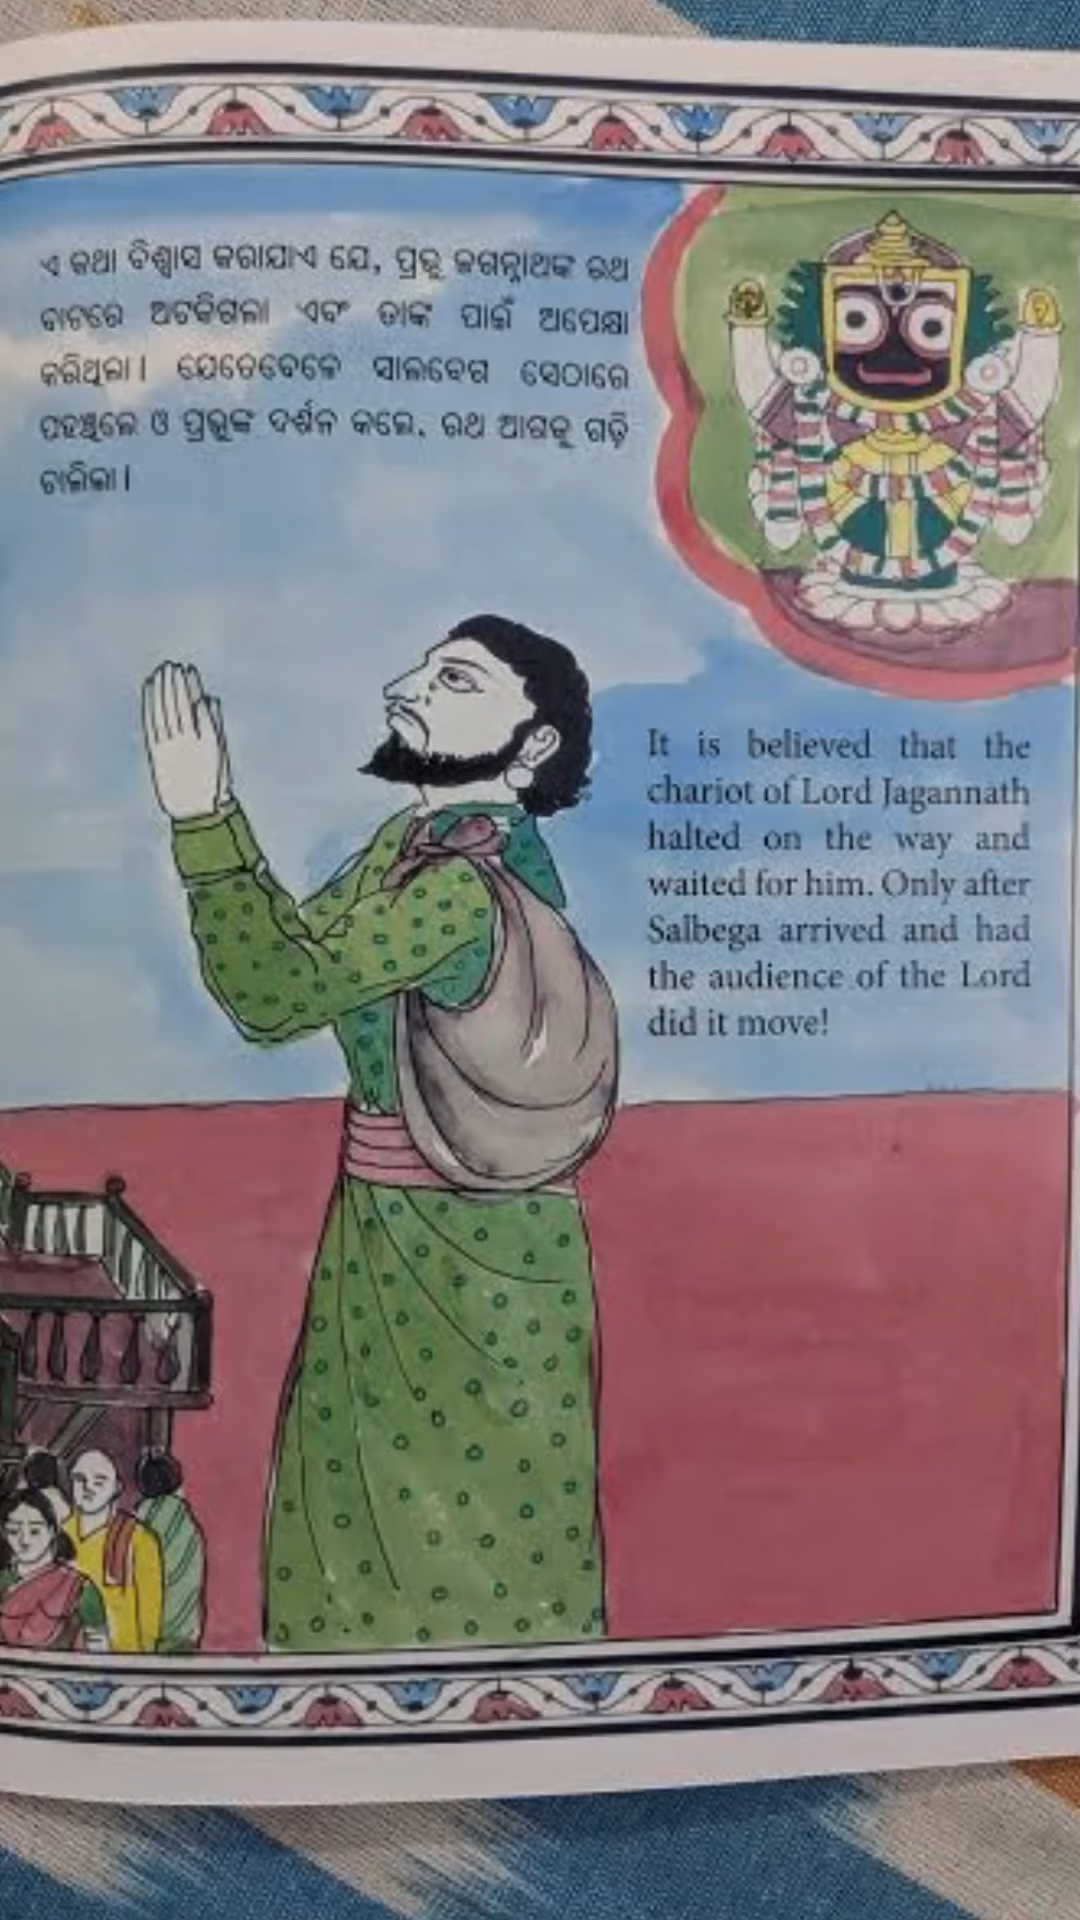 ଏ କଥା ବିଶ୍ୱାସ କରାଯାଏ ଯେ, ପ୍ରଭୁ ଜଗନ୍ନାଥଙ୍କ ରଥ
ବାଟରେ ଅଟକିଗଲା ଏବଂ ତାଙ୍କ ପାଇଁ ଅପେକ୍ଷା
କରିଥିଲା। ଯେତେବେଳେ ସାଲବେଗ ସେଠାରେ
ପହଞ୍ଚିଲେ ଓ ପ୍ରଭୁଙ୍କ ଦର୍ଶନ କଲେ, ରଥ ଆଗକୁ ଗଡ଼ି
ଚାଲିଲା।
It is believed that the
chariot of Lord Jagannath
halted on the way and
waited for him. Only after
Salbega arrived and had
the audience of the Lord
did it move!